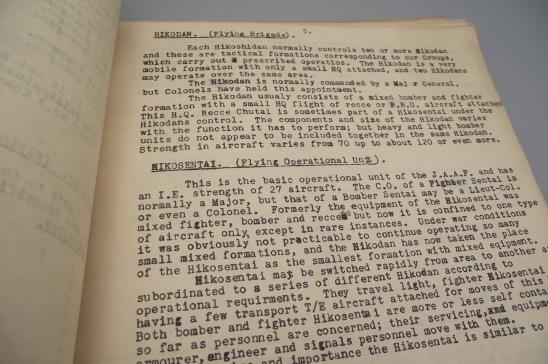 HIKODAN. (Flying Brigade). 5.
Each Hikoshidan normally controls two or more Hikodan
and these are tactical formations corresponding to our Groups,
which carry out a prescribed operatios. The Hikodan is a very
mobile formation with only a small HQ attached, and two Hikodans
may operate over the same area.
The Hikodan is normally commanded by a Maj r General,
but Colonels have held this appointment.
The Hikodan usualy consists of a mixed bomber and fighter
formation with a small HQ flight of recce or P.R.U. aircraft attached
This H.Q. Recce Chutai is sometimes part of a Hikosentai under the
Hikodans control. The components and size of the Hikodan varies
with the function it has to perform; but heavy and light bomber
units do not appear to be included together in the same Hikodan.
Strength in aircraft varies from 70 up to about 120 or even more.
HIKOSENTAI. (Flying Operational Unit).
This is the basic operational unit of the J.A.A.F. and has
an I.E. strength of 27 aircraft. The C.O. of a Fighter Sentai is
normally a Major, but that of a Bomber Sentai may be a Lieut-Col.
or even a Colonel. Formerly the equipment of the Hikosentai was
mixed fighter, bomber and recce but now it is confined to one type
of aircraft only, except in rare instances. Under war conditions
it was obviously not practicable to continue operating so many
small mixed formations, and the Hikodan has now taken the place
of the Hikosentai as the smallest formation with mixed eqipment.
Hikosentai may be switched rapidly from area to another a
subordinated to a series of different Hikodan according to
operational requirments. They travel light, fighter Hikosentai
having a few transport T/E aircraft attached for moves of this
Both bomber and fighter Hikosentai are more or less self conta
so far as personnel are concerned; their servicing, and equipme
armourer, engineer and signals personnel move with them.
and importance the Hikosentai is similar to